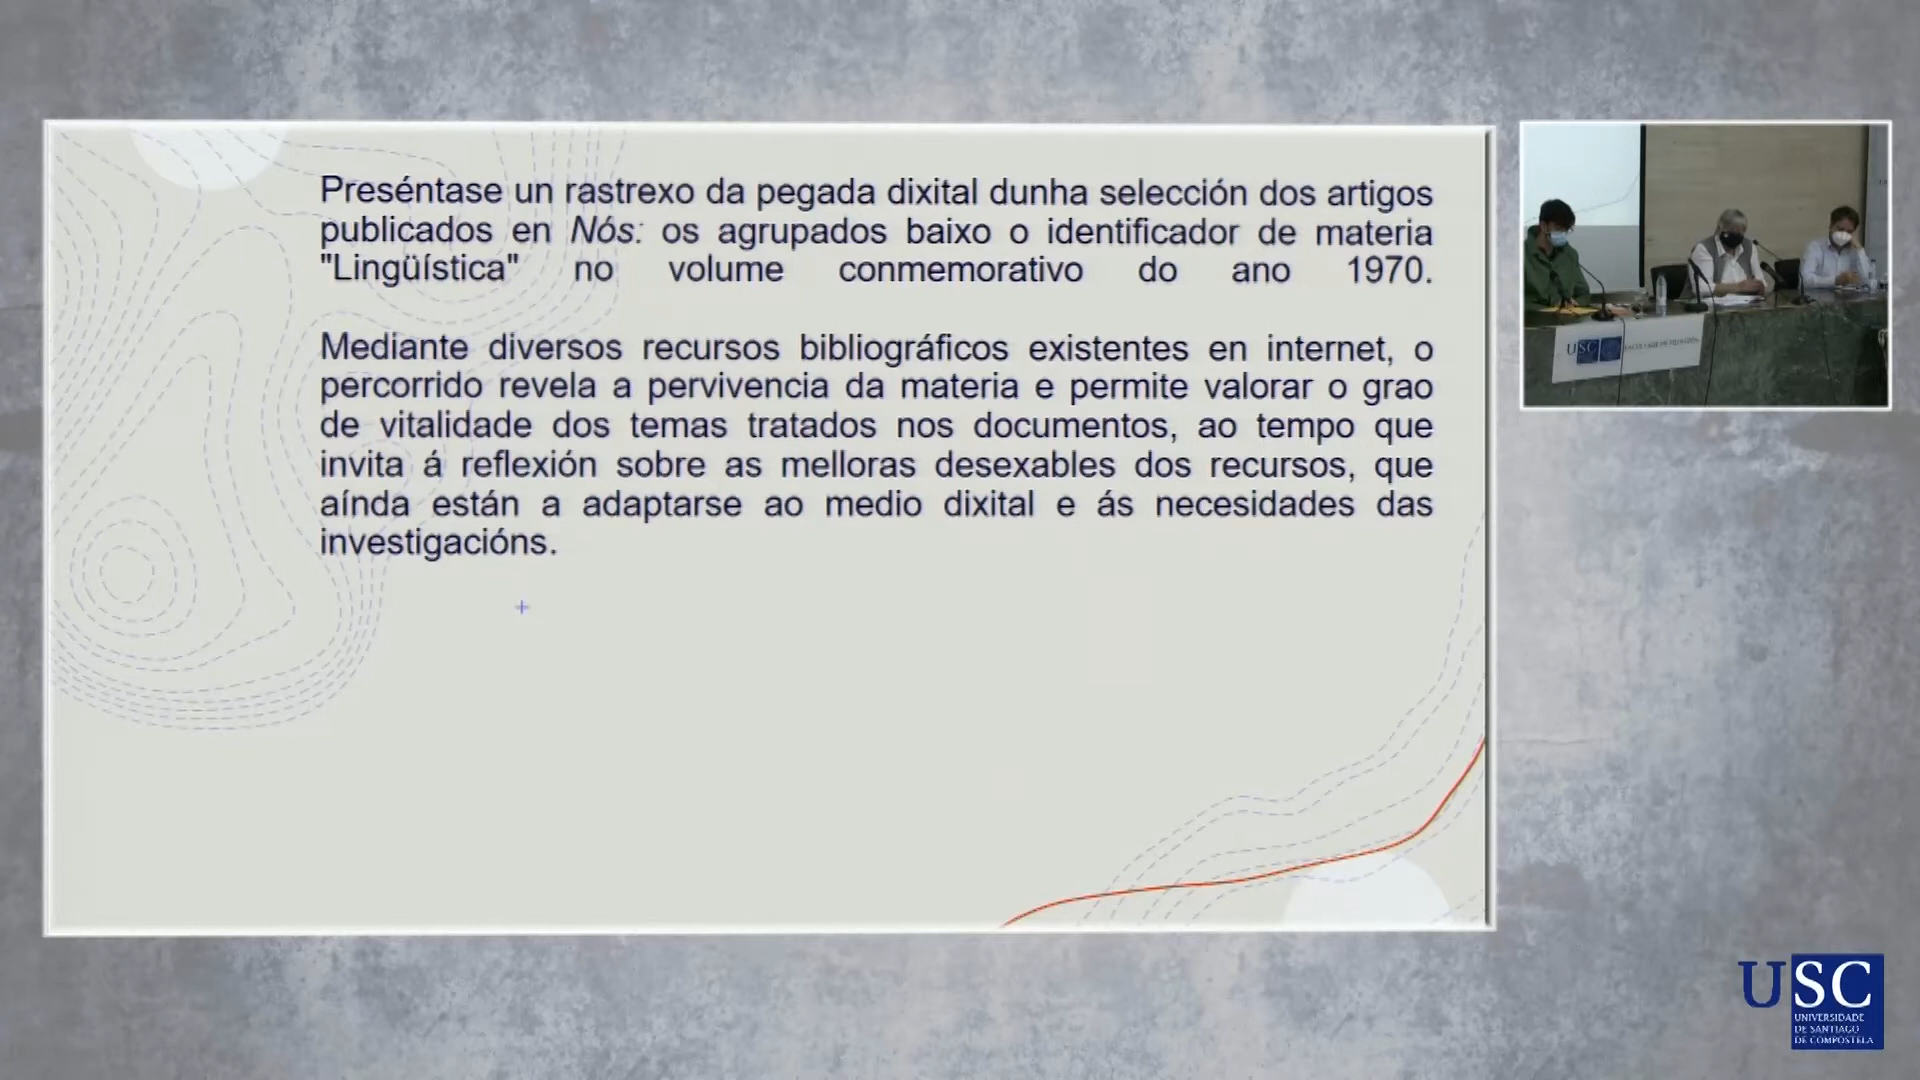 Preséntase un rastrexo da pegada dixital dunha selección dos artigos
publicados en Nós: os agrupados baixo o identificador de materia
"Lingüística" no volume conmemorativo do ano 1970.
Mediante diversos recursos bibliográficos existentes en internet, o
percorrido revela a pervivencia da materia e permite valorar o grao
de vitalidade dos temas tratados nos documentos, ao tempo que
invita á reflexión sobre as melloras desexables dos recursos, que
aínda están a adaptarse ao medio dixital e ás necesidades das
investigacións.
USC
USC
UNIVERSIDADE
DE SANTIAGO
DE COMPOSTELA